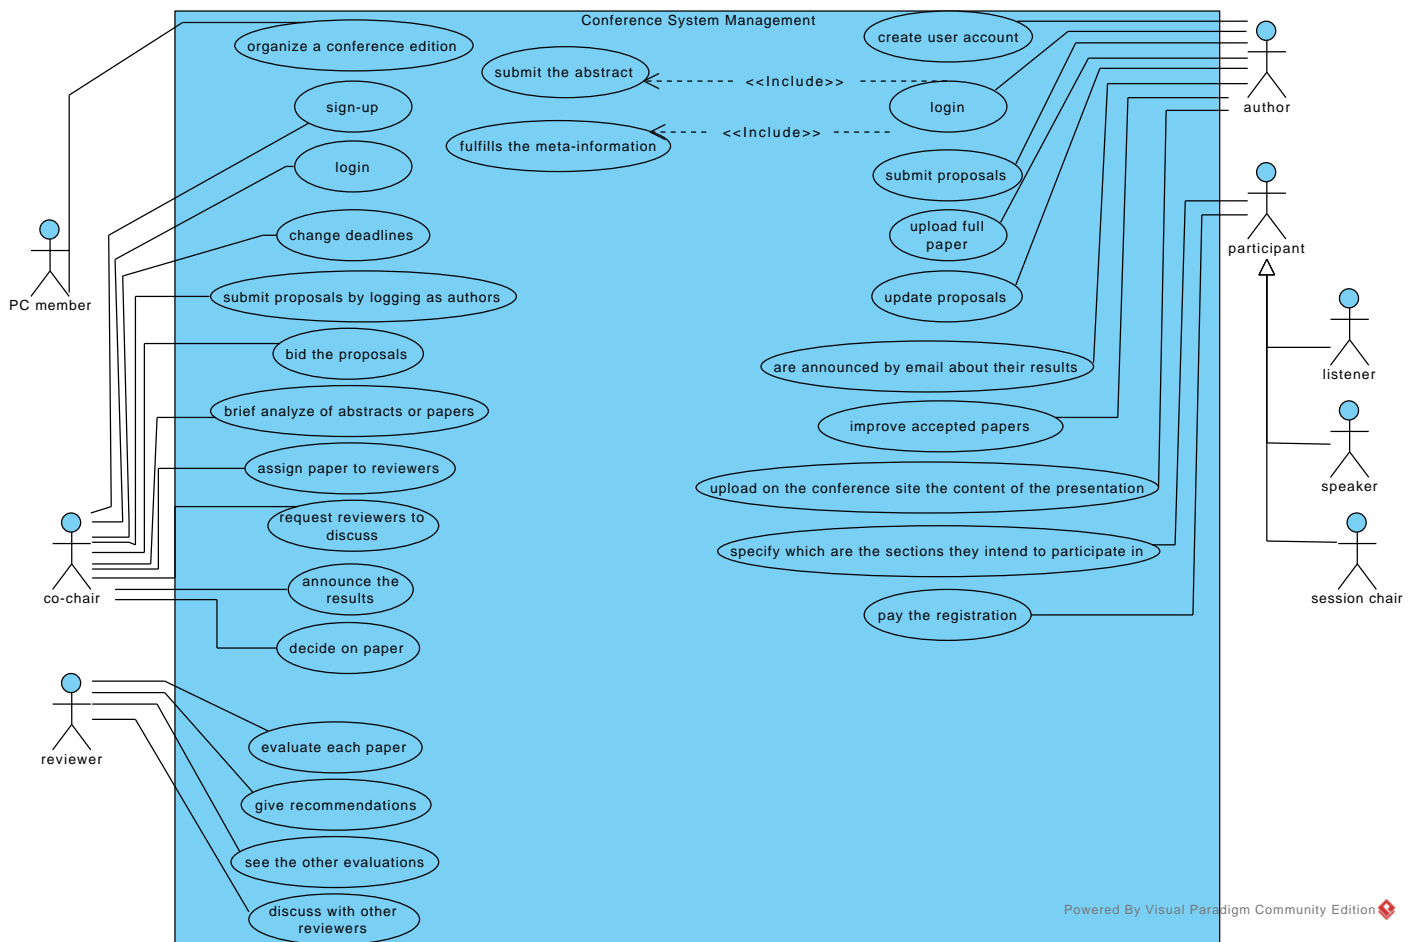 Conference System Management
organize a conference edition
create user account
submit the abstract
<<Include>>
sign-up
login
author
fulfills the meta-information
<<Include>>
login
submit proposals
change deadlines
upload full
paper
participant
PC member
submit proposals by logging as authors
update proposals
bid the proposals
are announced by email about their results
listener
brief analyze of abstracts or papers
improve accepted papers
assign paper to reviewers
upload on the conference site the content of the presentation
speaker
request reviewers to
discuss
specify which are the sections they intend to participate in
co-chair
announce the
results
session chair
pay the registration
decide on paper
reviewer
evaluate each paper
give recommendations
see the other evaluations
discuss with other
reviewers
Powered By Visual Paradigm Community Edition